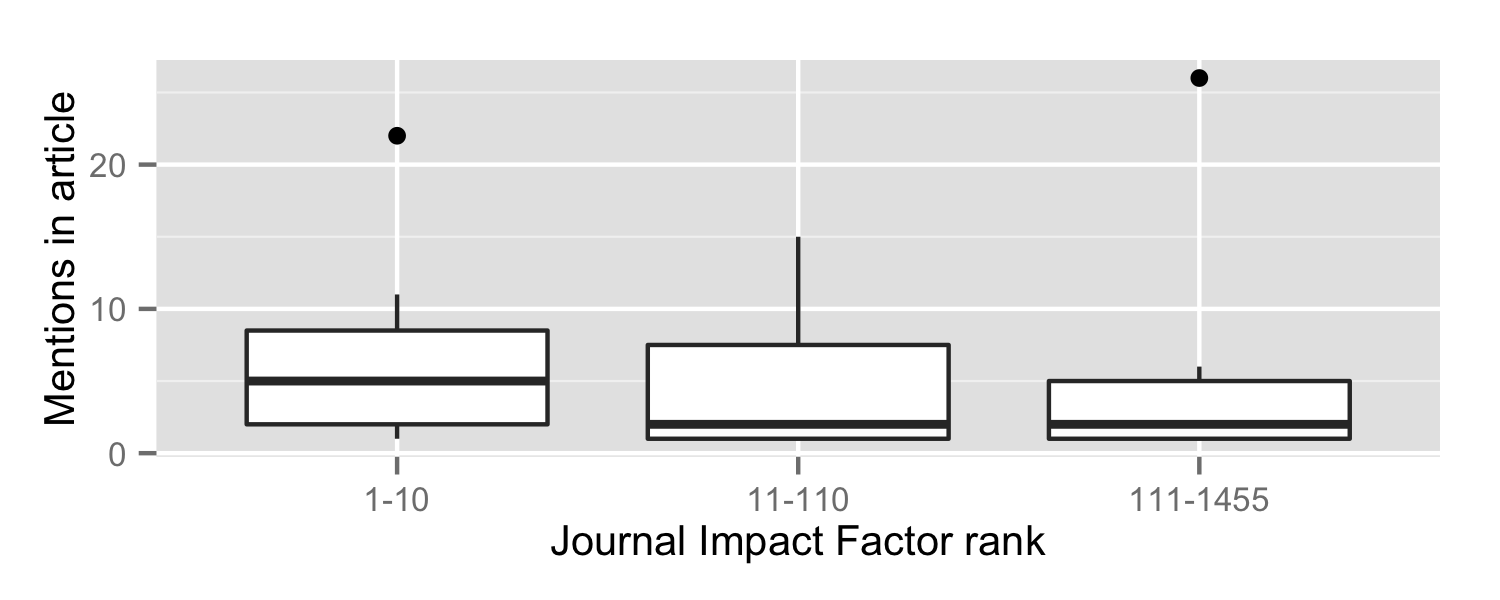 Mentions in article
20
10
0
1-10 11-110 111-1455
Journal Impact Factor rank